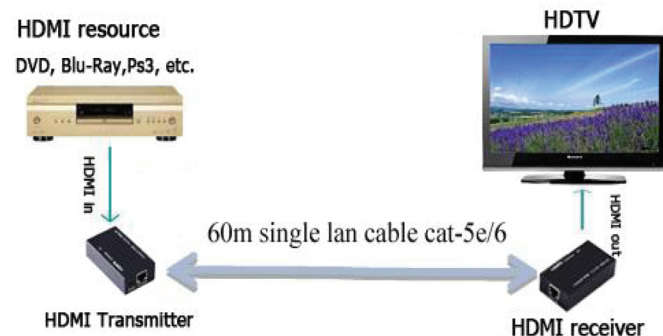 HDMI resource
DVD, Blu-Ray,Ps3, etc.
HDMI in
HDTV
60m single lan cable cat-5e/6
HDMI out
HDMI Transmitter
HDMI receiver